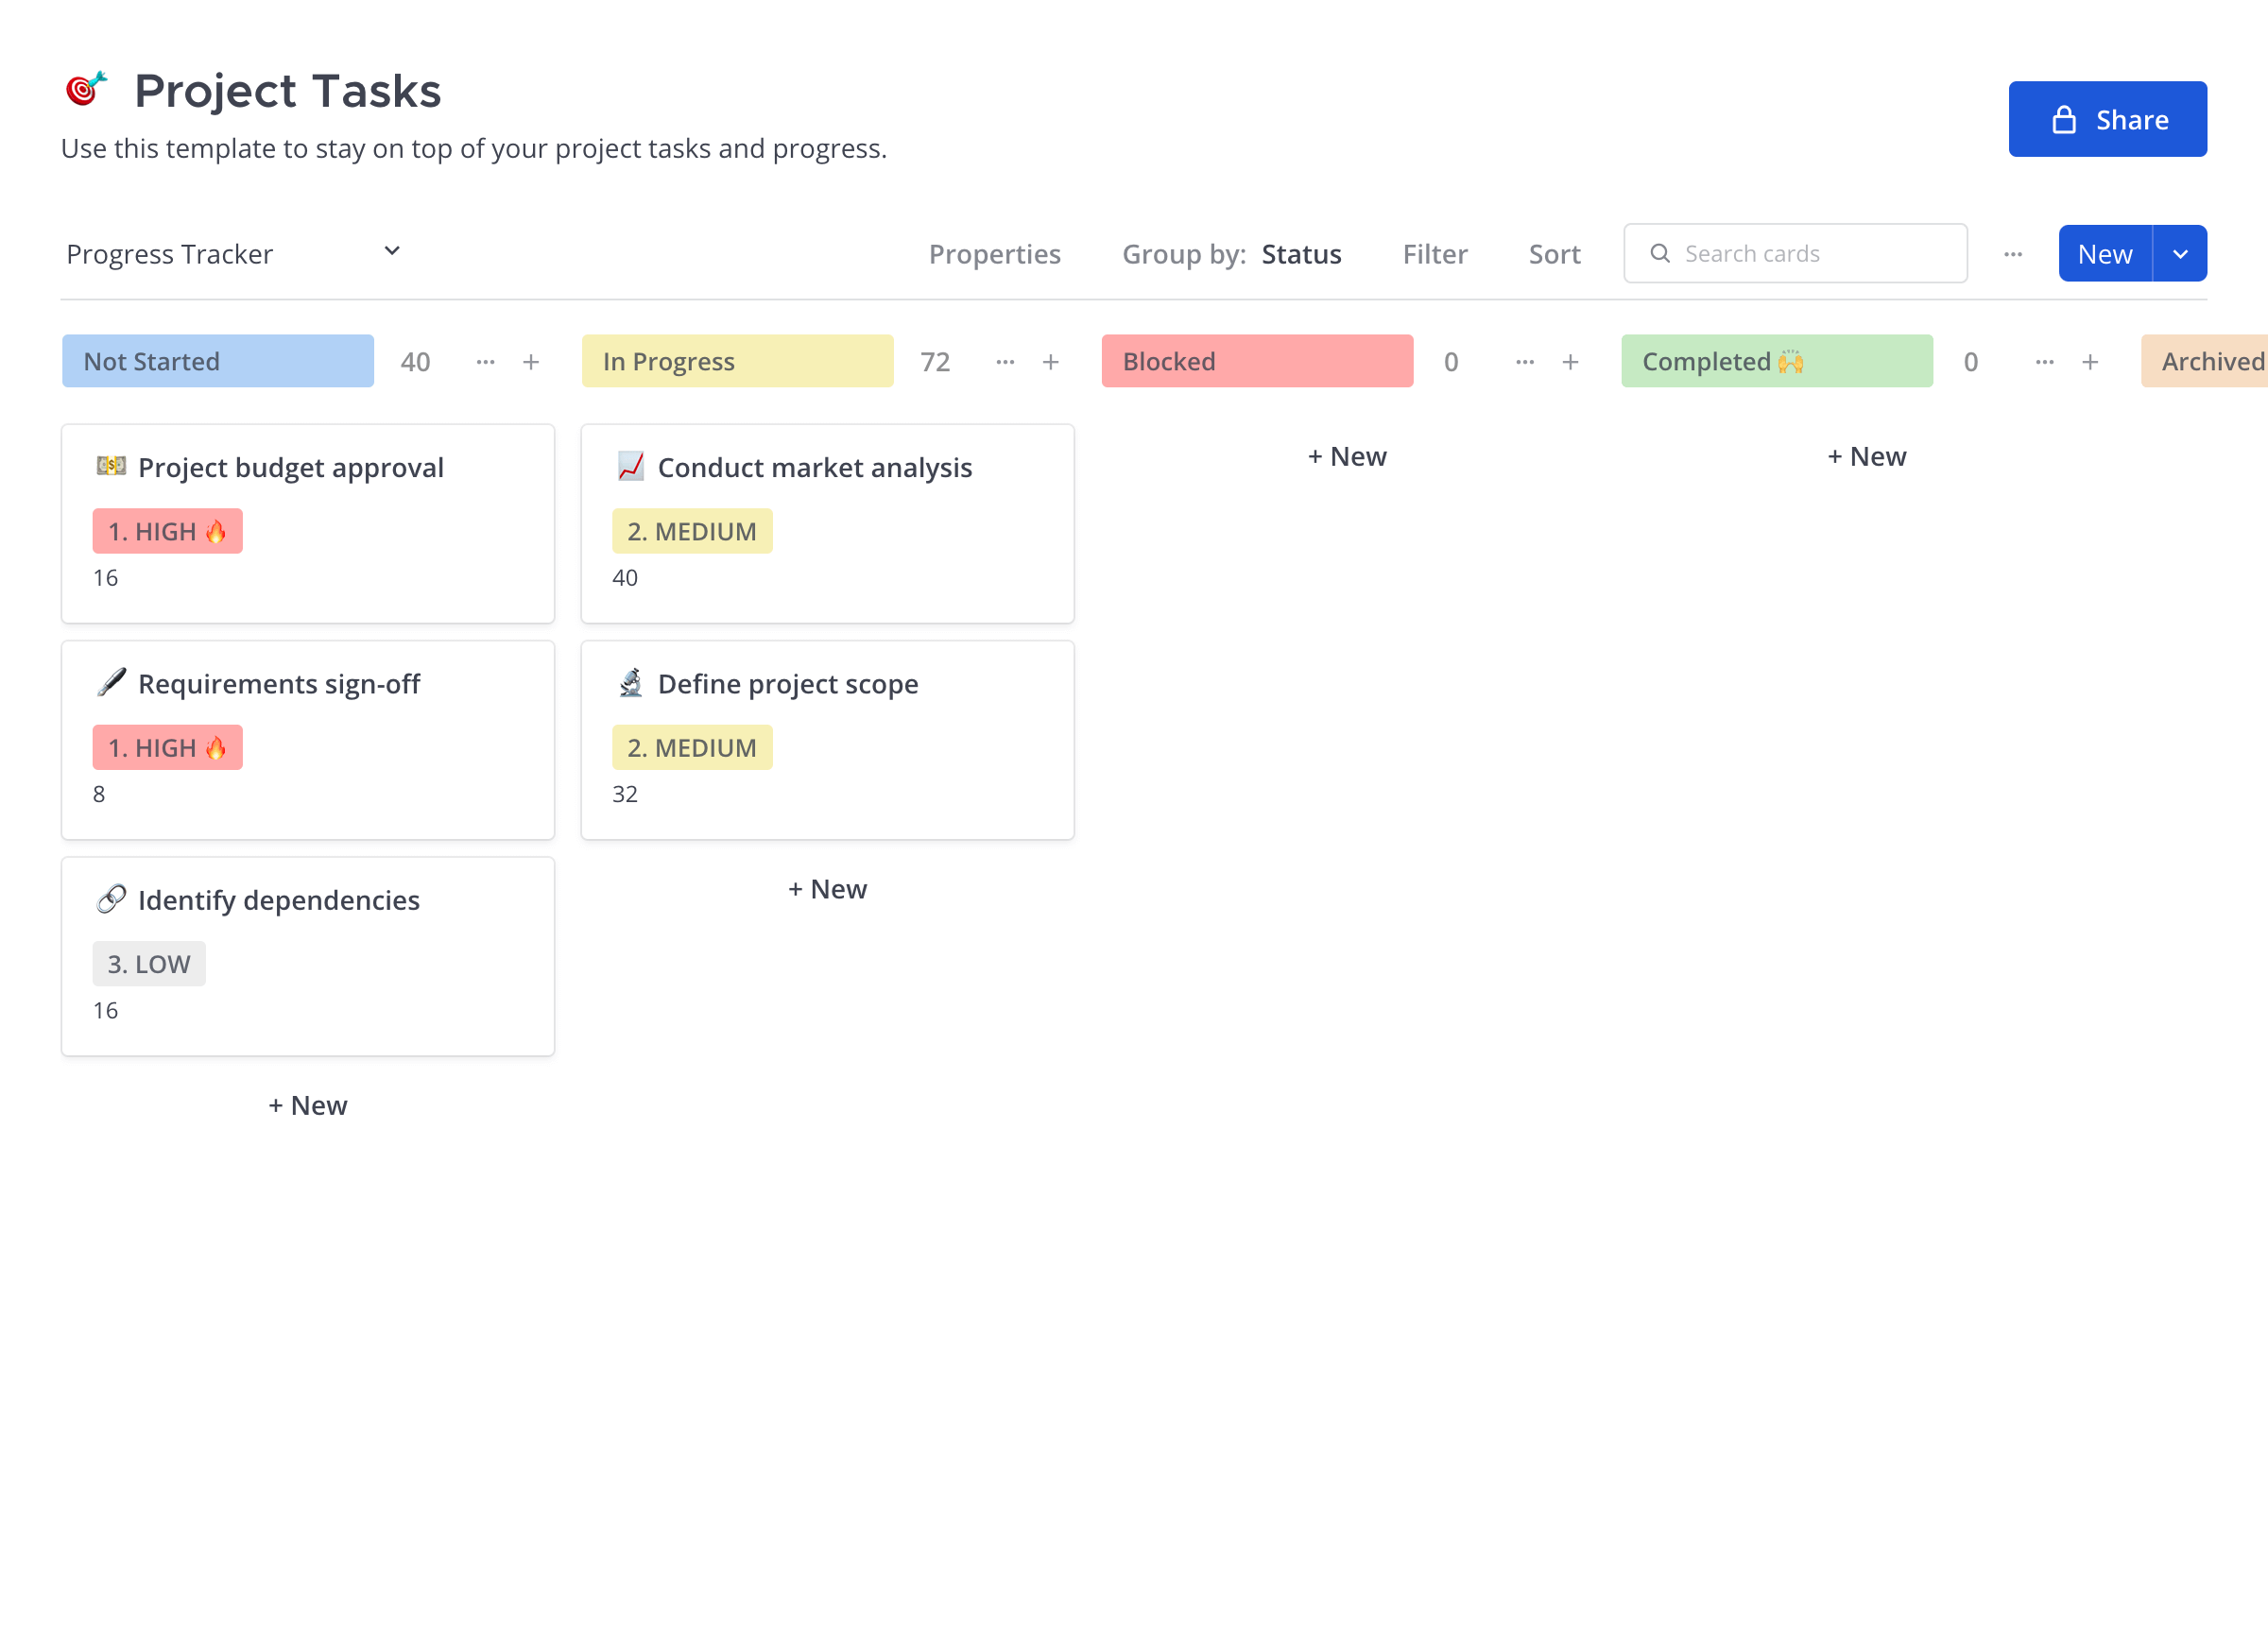 🎯 Project Tasks
Use this template to stay on top of your project tasks and progress.
Share
Progress Tracker
Properties
Group by: Status
Filter
Sort
Search cards
...
New
Not Started 40 ... +
In Progress 72 ... +
Blocked 0 ... +
Completed 🙌 0 ... +
Archived
💵 Project budget approval
1. HIGH 🔥
16
🖋 Requirements sign-off
1. HIGH 🔥
8
🔗 Identify dependencies
3. LOW
16
+ New
📈 Conduct market analysis
2. MEDIUM
40
🔬 Define project scope
2. MEDIUM
32
+ New
+ New
+ New